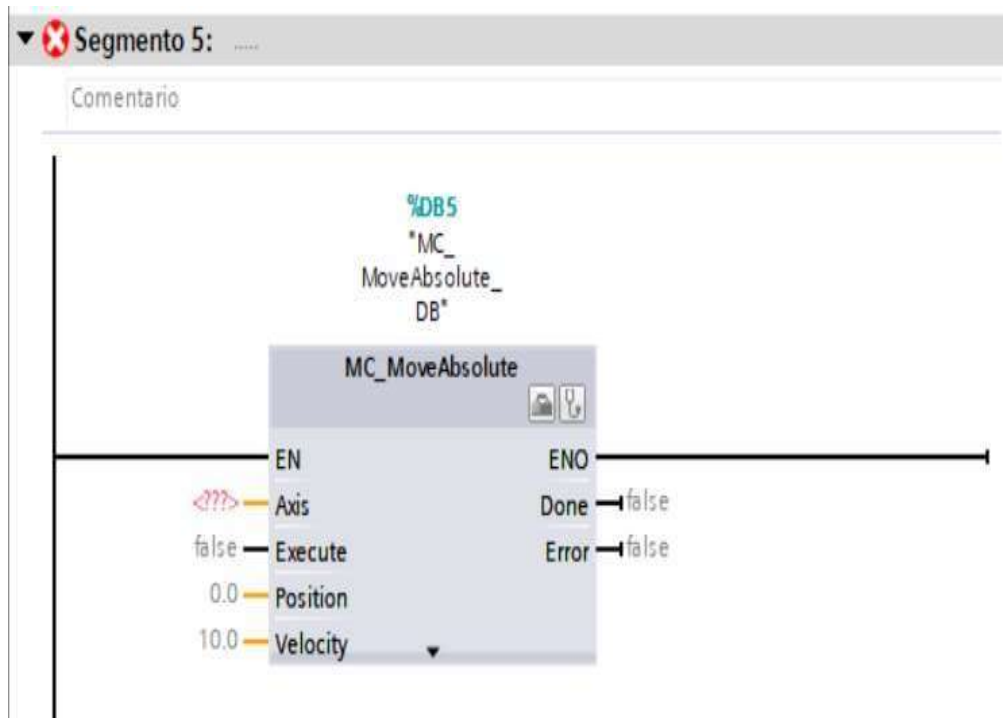 Segmento 5: .....
Comentario
%DB5
"MC_
MoveAbsolute_
DB"
MC_MoveAbsolute
EN ENO
<???> Axis Done false
false Execute Error false
0.0 Position
10.0 Velocity